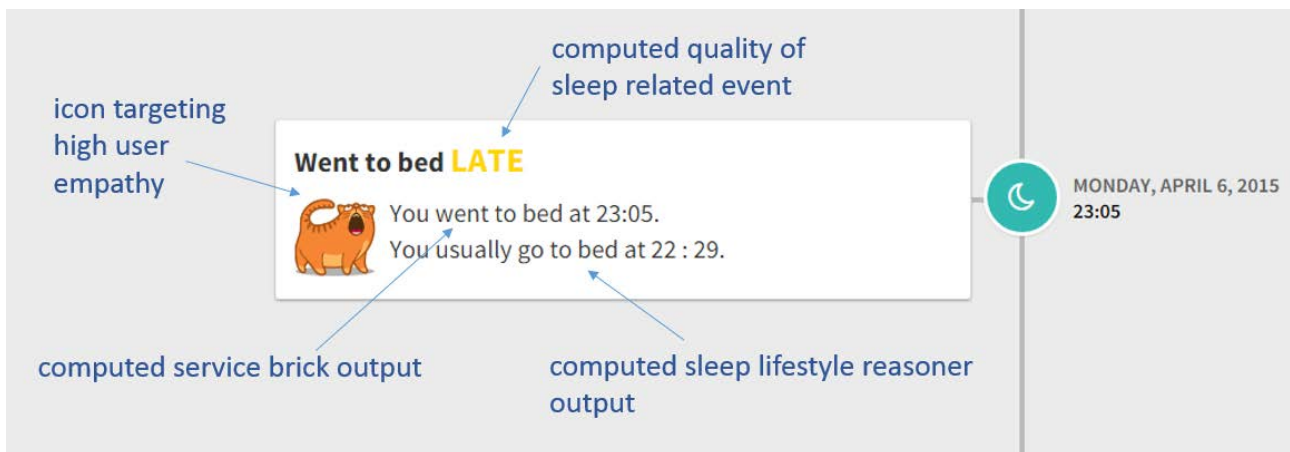 computed quality of
sleep related event
icon targeting
high user
empathy
Went to bed LATE
You went to bed at 23:05.
You usually go to bed at 22 : 29.
MONDAY, APRIL 6, 2015
23:05
computed service brick output
computed sleep lifestyle reasoner
output